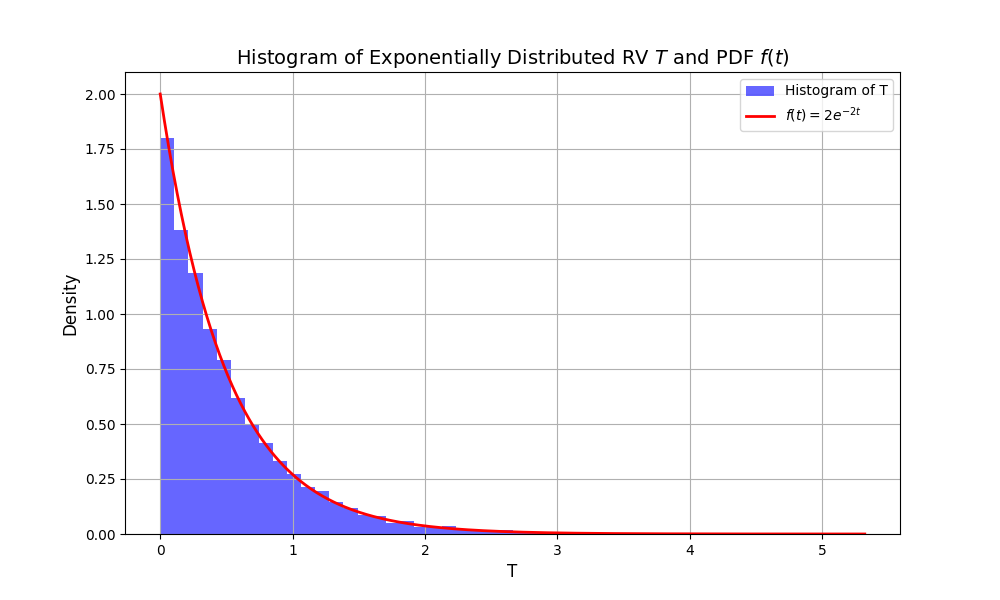 Histogram of Exponentially Distributed RV T and PDF f(t)
Histogram of T
f(t) = 2e^{-2t}
Density
2.00
1.75
1.50
1.25
1.00
0.75
0.50
0.25
0.00
0 1 2 3 4 5
T